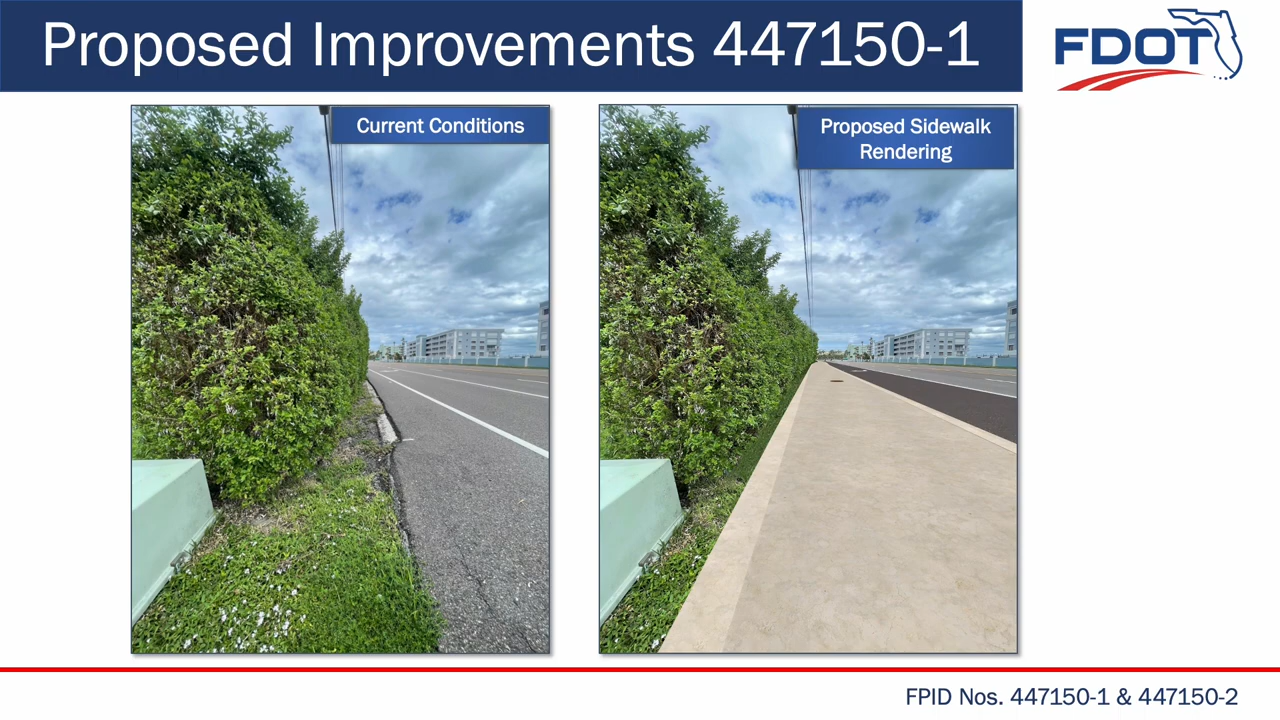 Proposed Improvements 447150-1
FDOT
Current Conditions
Proposed Sidewalk
Rendering
FPID Nos. 447150-1 & 447150-2